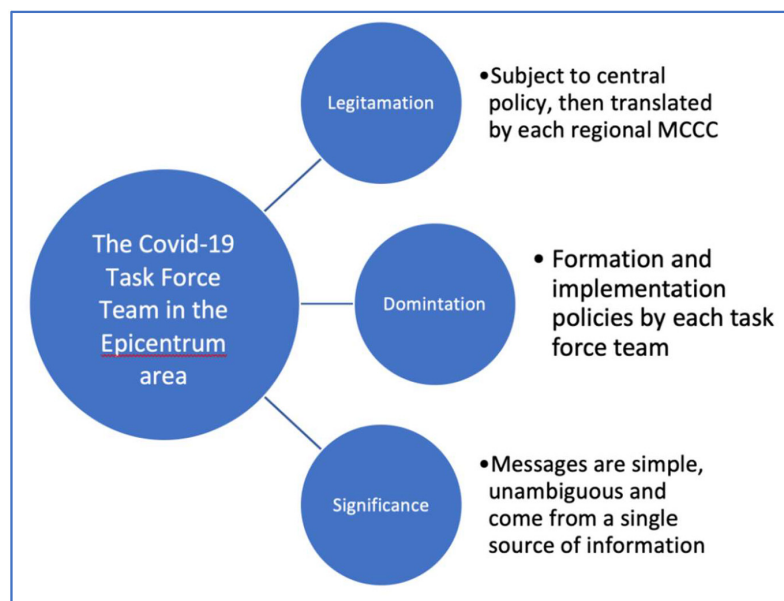 The Covid-19
Task Force
Team in the
Epicentrum
area
Legitamation
•Subject to central
policy, then translated
by each regional MCCC
Domintation
• Formation and
implementation
policies by each task
force team
Significance
•Messages are simple,
unambiguous and
come from a single
source of information